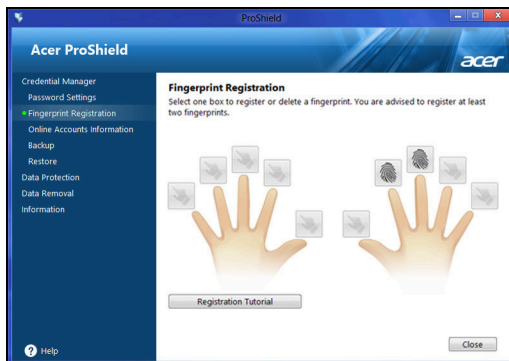 ProShield
Acer ProShield
acer
Credential Manager
Password Settings
Fingerprint Registration
Online Accounts Information
Backup
Restore
Data Protection
Data Removal
Information
Help
Fingerprint Registration
Select one box to register or delete a fingerprint. You are advised to register at least
two fingerprints.
Registration Tutorial
Close